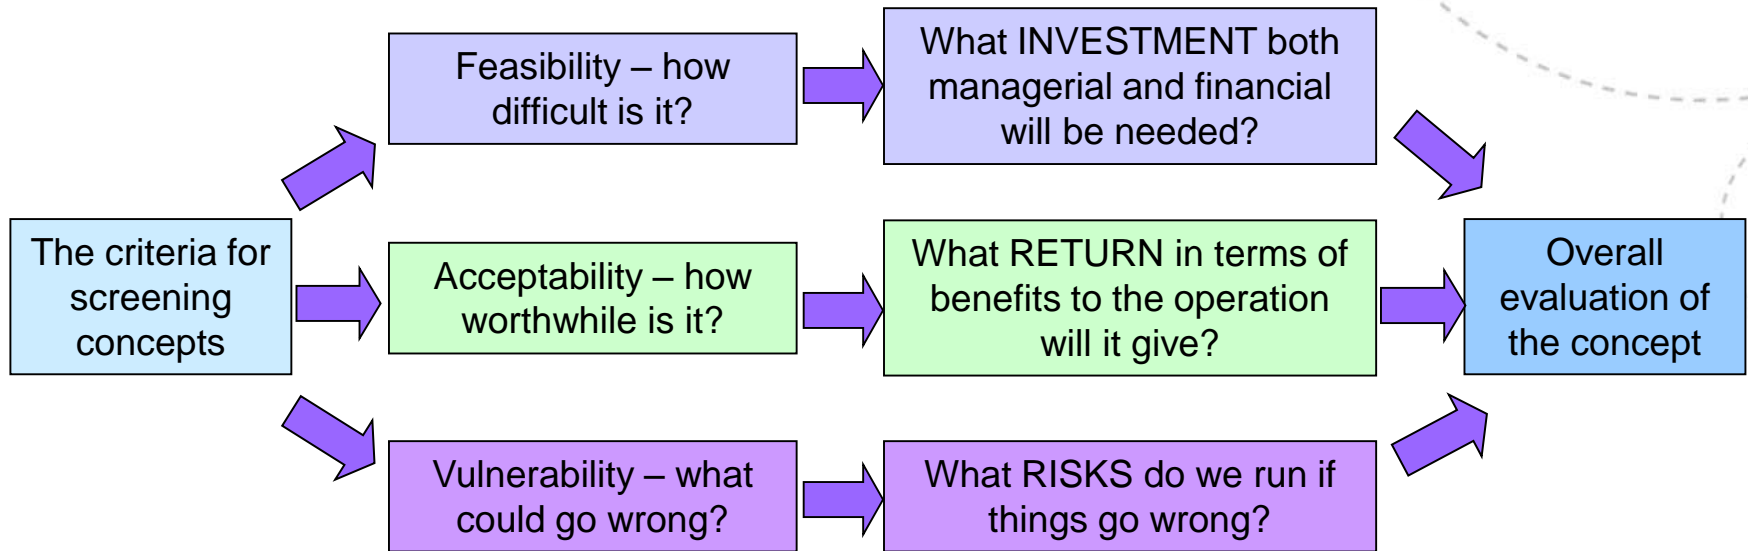 The criteria for
screening
concepts
Feasibility – how
difficult is it?
What INVESTMENT both
managerial and financial
will be needed?
Acceptability – how
worthwhile is it?
What RETURN in terms of
benefits to the operation
will it give?
Vulnerability – what
could go wrong?
What RISKS do we run if
things go wrong?
Overall
evaluation of
the concept